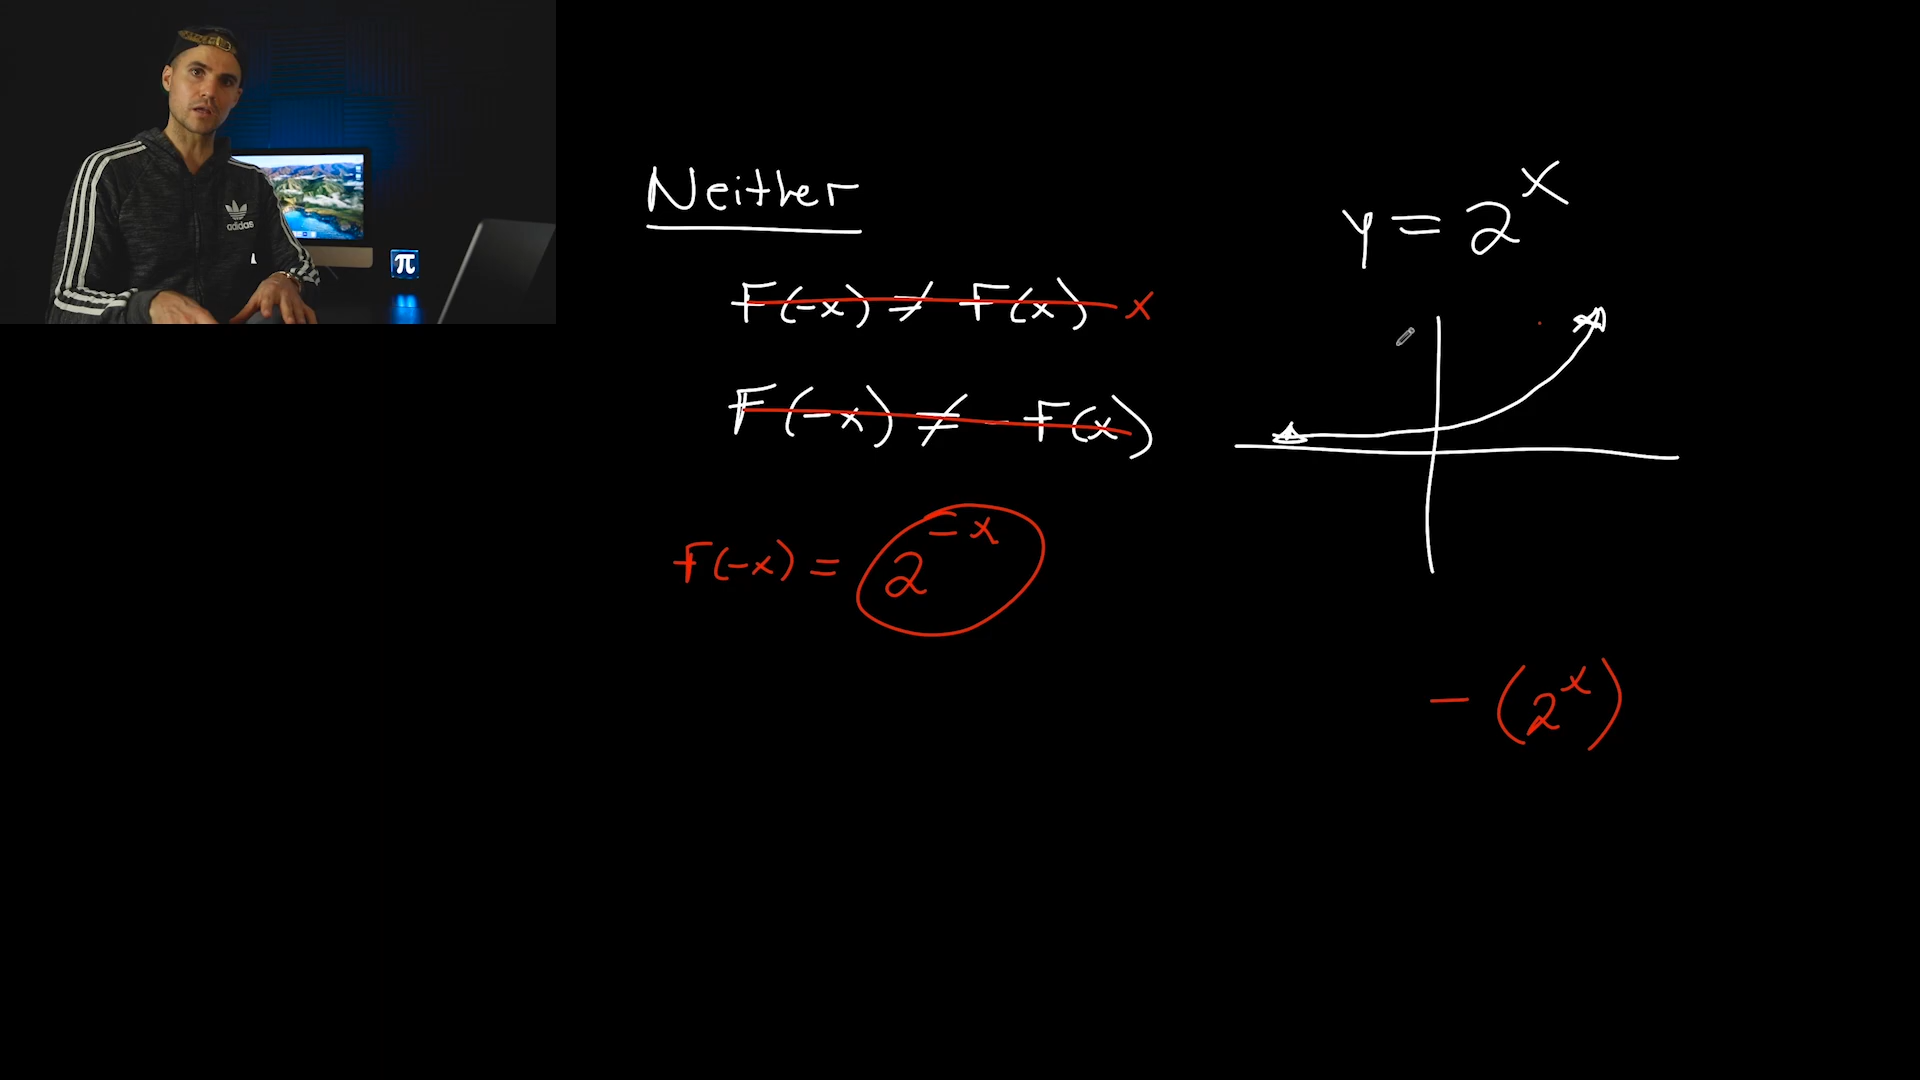 adidas
π
Neither
F(-x) ≠ F(x) x
F(-x) ≠ - F(x)
F(-x) = 2^-x
y = 2^x
- (2^x)